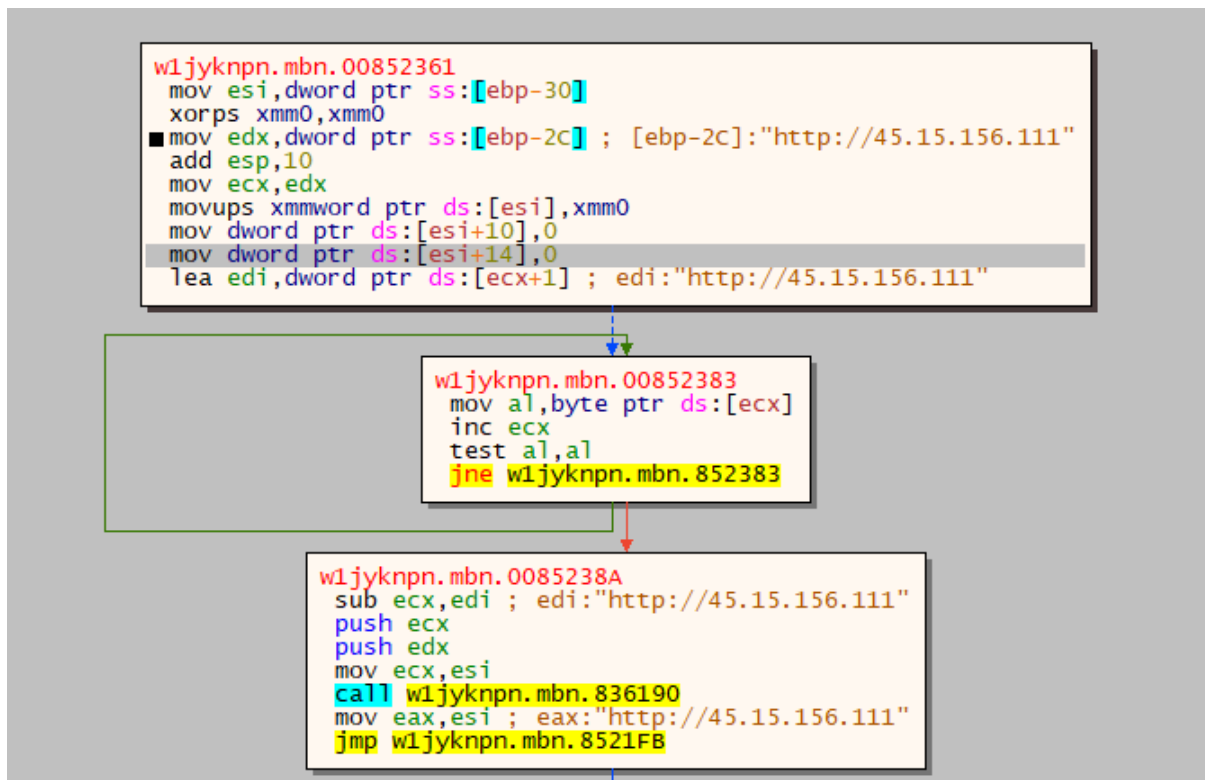 w1jyknpn.mbn.00852361
mov esi,dword ptr ss:[ebp-30]
xorps xmm0,xmm0
mov edx,dword ptr ss:[ebp-2C] ; [ebp-2C]:"http://45.15.156.111"
add esp,10
mov ecx,edx
movups xmmword ptr ds:[esi],xmm0
mov dword ptr ds:[esi+10],0
mov dword ptr ds:[esi+14],0
lea edi,dword ptr ds:[ecx+1] ; edi:"http://45.15.156.111"
w1jyknpn.mbn.00852383
mov al,byte ptr ds:[ecx]
inc ecx
test al,al
jne w1jyknpn.mbn.852383
w1jyknpn.mbn.0085238A
sub ecx,edi ; edi:"http://45.15.156.111"
push ecx
push edx
mov ecx,esi
call w1jyknpn.mbn.836190
mov eax,esi ; eax:"http://45.15.156.111"
jmp w1jyknpn.mbn.8521FB